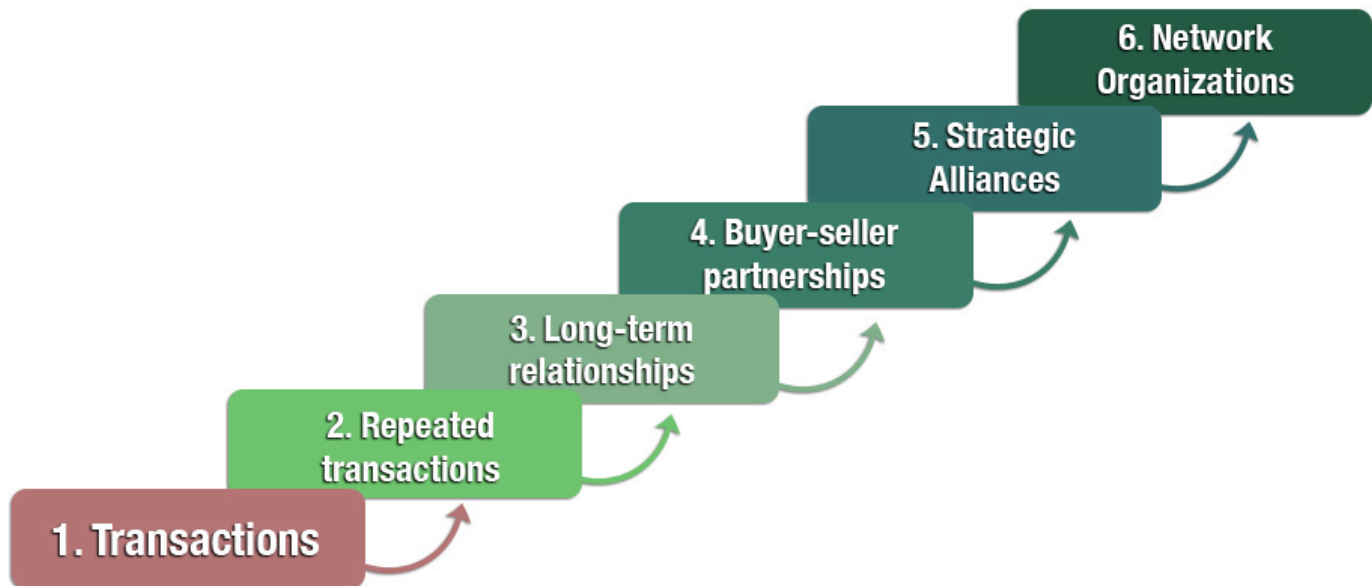 6. Network
Organizations
5. Strategic
Alliances
4. Buyer-seller
partnerships
3. Long-term
relationships
2. Repeated
transactions
1. Transactions